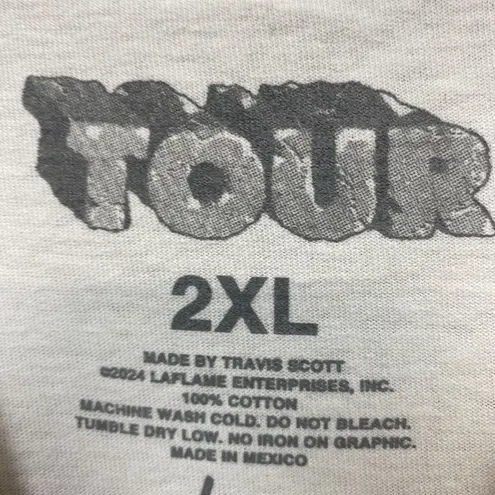 TOUR
2XL
MADE BY TRAVIS SCOTT
©2024 LAFLAME ENTERPRISES, INC.
100% COTTON
MACHINE WASH COLD. DO NOT BLEACH.
TUMBLE DRY LOW. NO IRON ON GRAPHIC.
MADE IN MEXICO